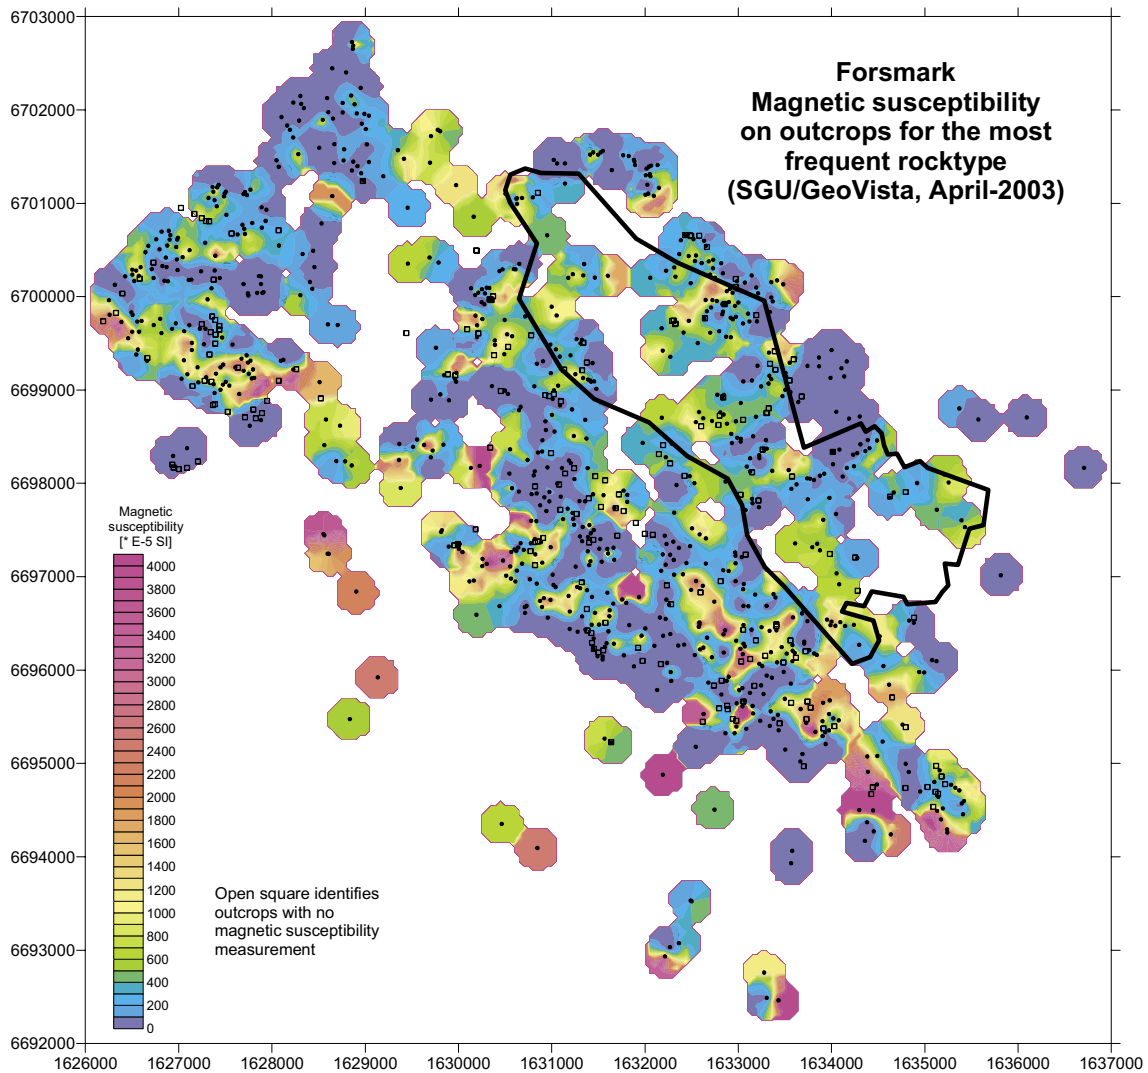 Forsmark
Magnetic susceptibility
on outcrops for the most
frequent rocktype
(SGU/GeoVista, April-2003)
6703000
6702000
6701000
6700000
6699000
6698000
6697000
6696000
6695000
6694000
6693000
6692000
Magnetic
susceptibility
[* E-5 SI]
4000
3800
3600
3400
3200
3000
2800
2600
2400
2200
2000
1800
1600
1400
1200
1000
800
600
400
200
0
Open square identifies
outcrops with no
magnetic susceptibility
measurement
1626000 1627000 1628000 1629000 1630000 1631000 1632000 1633000 1634000 1635000 1636000 1637000